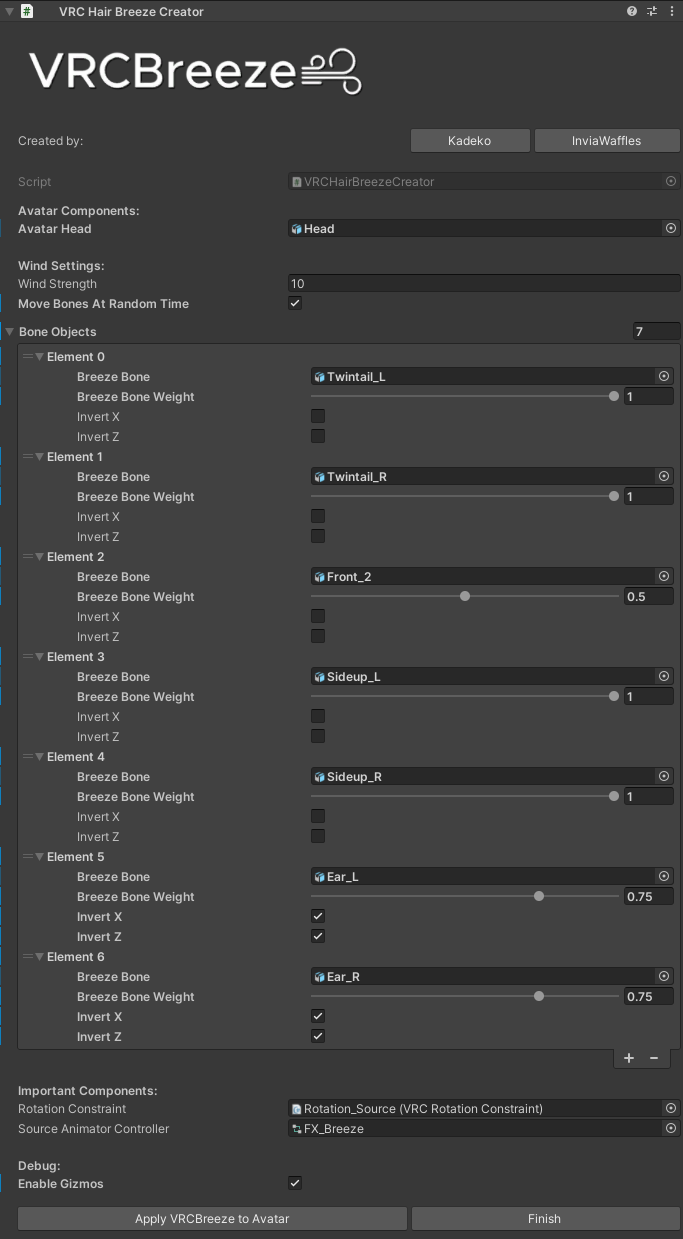 VRC Hair Breeze Creator
VRCBreeze
Created by:
Kadeko
InviaWaffles
Script
VRCHairBreezeCreator
Avatar Components:
Avatar Head
Head
Wind Settings:
Wind Strength
10
Move Bones At Random Time
Bone Objects
7
Element 0
Breeze Bone
Twintail_L
Breeze Bone Weight
1
Invert X
Invert Z
Element 1
Breeze Bone
Twintail_R
Breeze Bone Weight
1
Invert X
Invert Z
Element 2
Breeze Bone
Front_2
Breeze Bone Weight
0.5
Invert X
Invert Z
Element 3
Breeze Bone
Sideup_L
Breeze Bone Weight
1
Invert X
Invert Z
Element 4
Breeze Bone
Sideup_R
Breeze Bone Weight
1
Invert X
Invert Z
Element 5
Breeze Bone
Ear_L
Breeze Bone Weight
0.75
Invert X
Invert Z
Element 6
Breeze Bone
Ear_R
Breeze Bone Weight
0.75
Invert X
Invert Z
Important Components:
Rotation Constraint
Rotation_Source (VRC Rotation Constraint)
Source Animator Controller
FX_Breeze
Debug:
Enable Gizmos
Apply VRCBreeze to Avatar
Finish